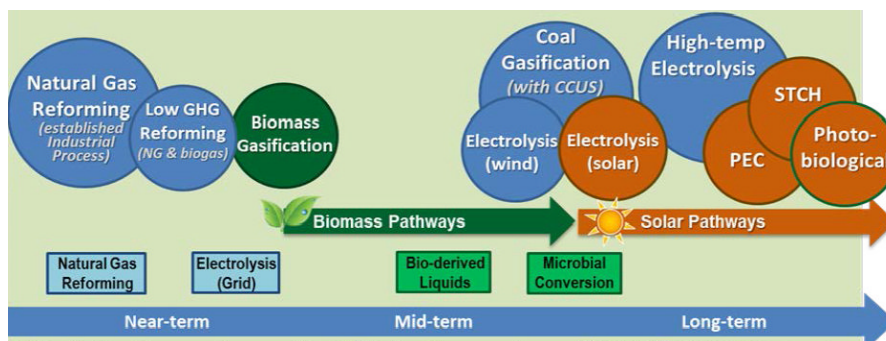 Natural Gas
Reforming
(established
Industrial
Process)
Low GHG
Reforming
(NG & biogas)
Biomass
Gasification
Coal
Gasification
(with CCUS)
Electrolysis
(wind)
Electrolysis
(solar)
High-temp
Electrolysis
STCH
PEC
Photo-
biological
Biomass Pathways
Solar Pathways
Natural Gas
Reforming
Electrolysis
(Grid)
Bio-derived
Liquids
Microbial
Conversion
Near-term
Mid-term
Long-term